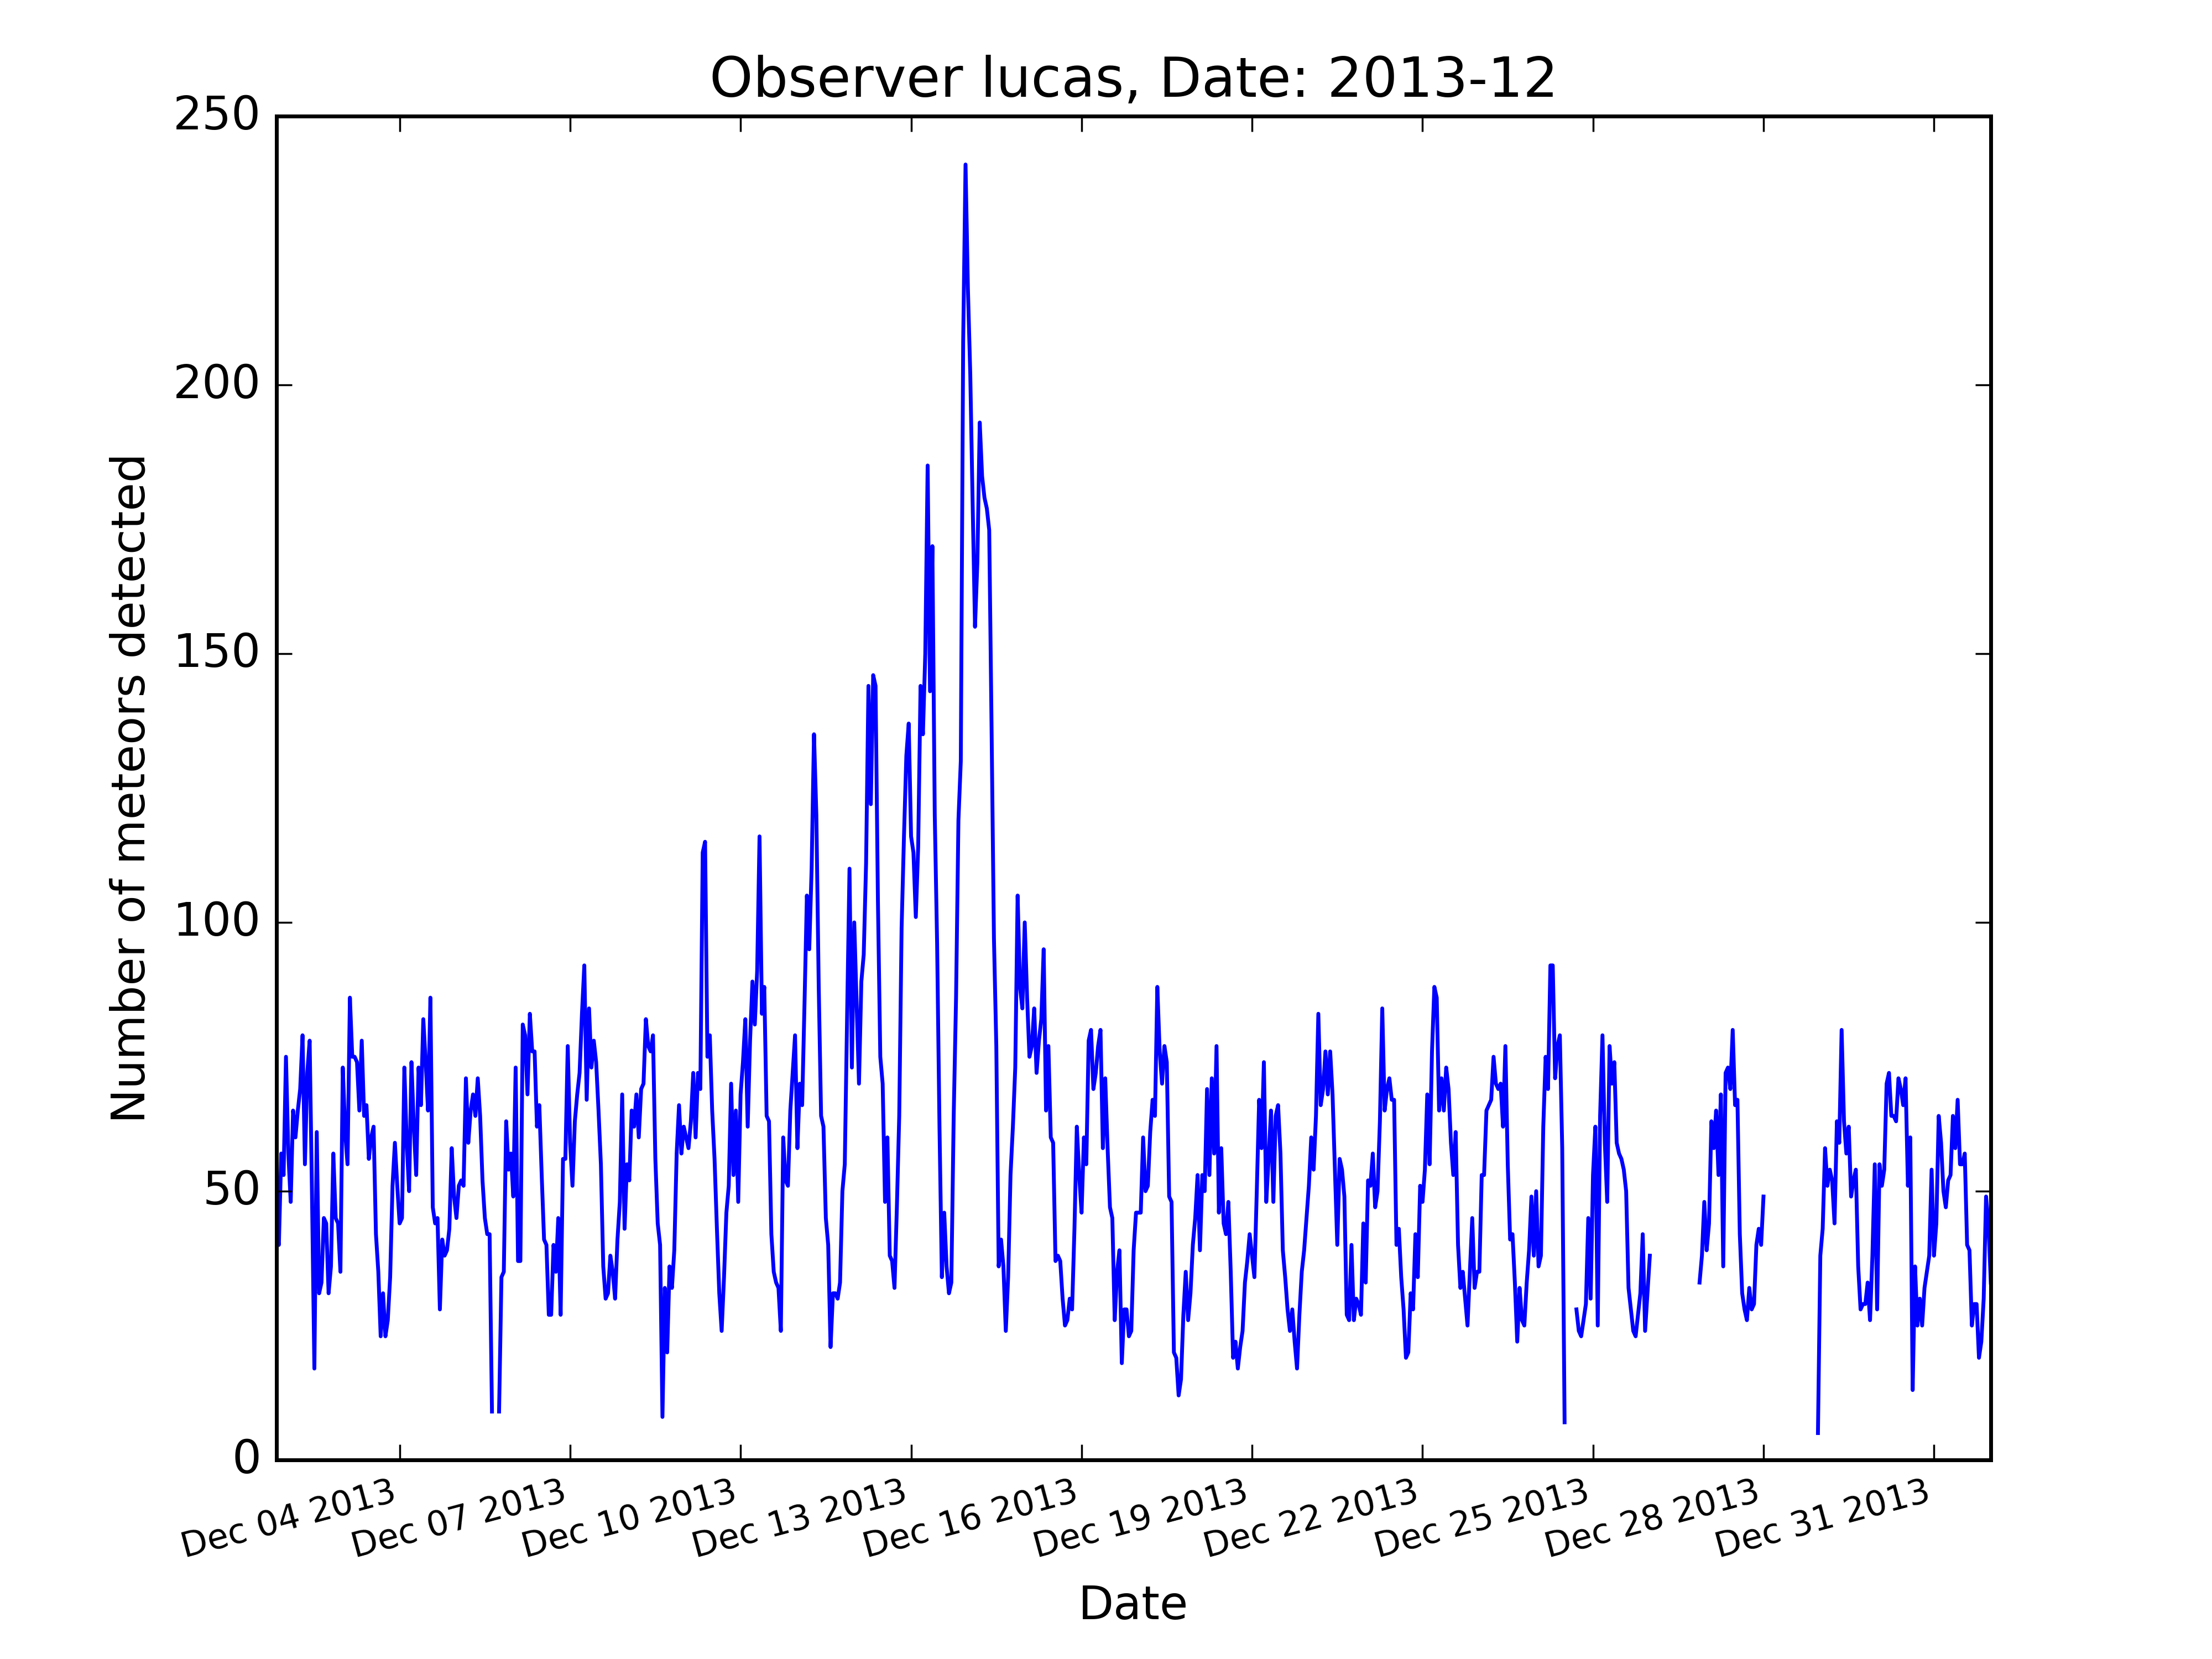 Observer lucas, Date: 2013-12
250
200
150
100
50
0
Number of meteors detected
Dec 04 2013
Dec 07 2013
Dec 10 2013
Dec 13 2013
Dec 16 2013
Dec 19 2013
Dec 22 2013
Dec 25 2013
Dec 28 2013
Dec 31 2013
Date